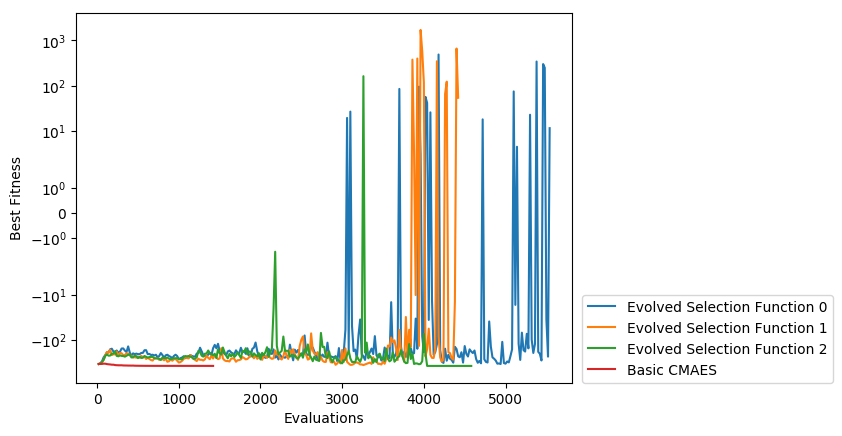 Best Fitness
10³
10²
10¹
10⁰
0
−10⁰
−10¹
−10²
0 1000 2000 3000 4000 5000
Evaluations
Evolved Selection Function 0
Evolved Selection Function 1
Evolved Selection Function 2
Basic CMAES